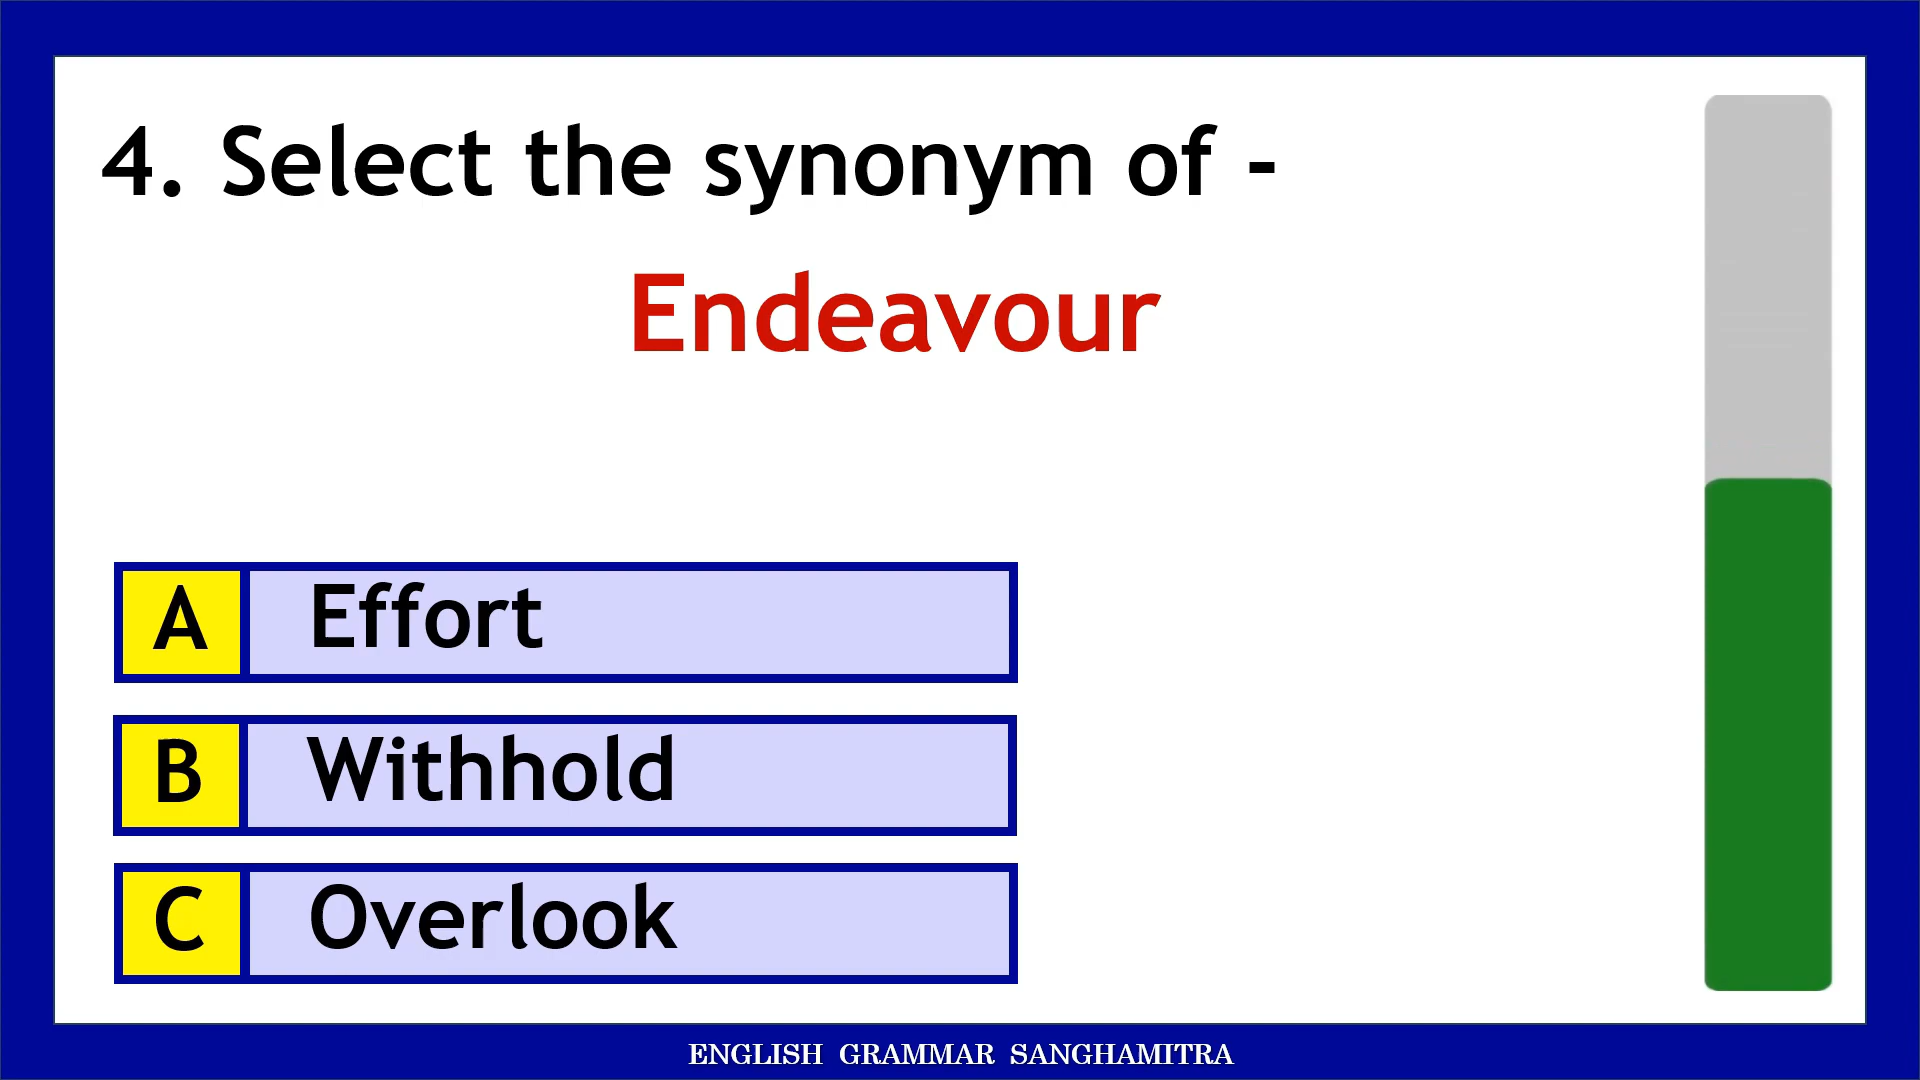 4. Select the synonym of -
Endeavour
A Effort
B Withhold
C Overlook
ENGLISH GRAMMAR SANGHAMITRA